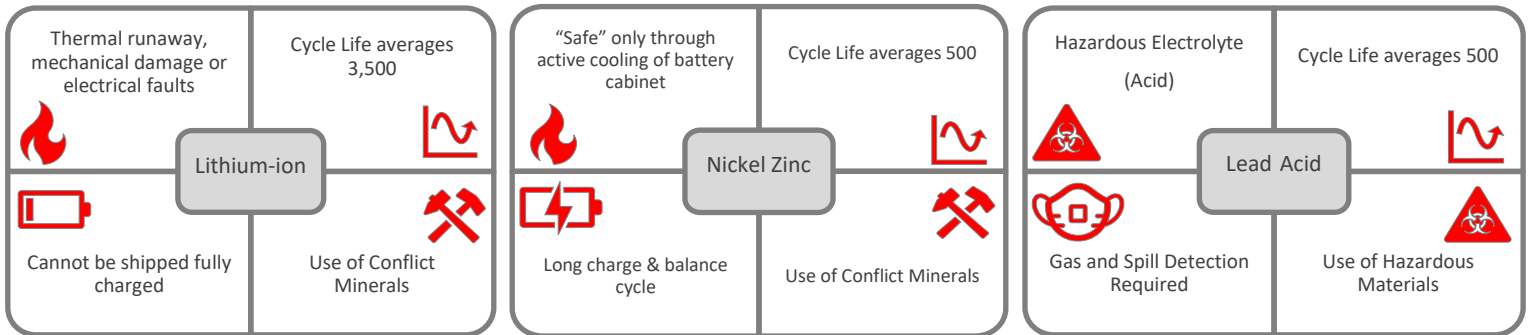 Thermal runaway,
mechanical damage or
electrical faults
Cycle Life averages
3,500
Lithium-ion
Cannot be shipped fully
charged
Use of Conflict
Minerals
“Safe” only through
active cooling of battery
cabinet
Cycle Life averages 500
Nickel Zinc
Long charge & balance
cycle
Use of Conflict Minerals
Hazardous Electrolyte
(Acid)
Cycle Life averages 500
Lead Acid
Gas and Spill Detection
Required
Use of Hazardous
Materials